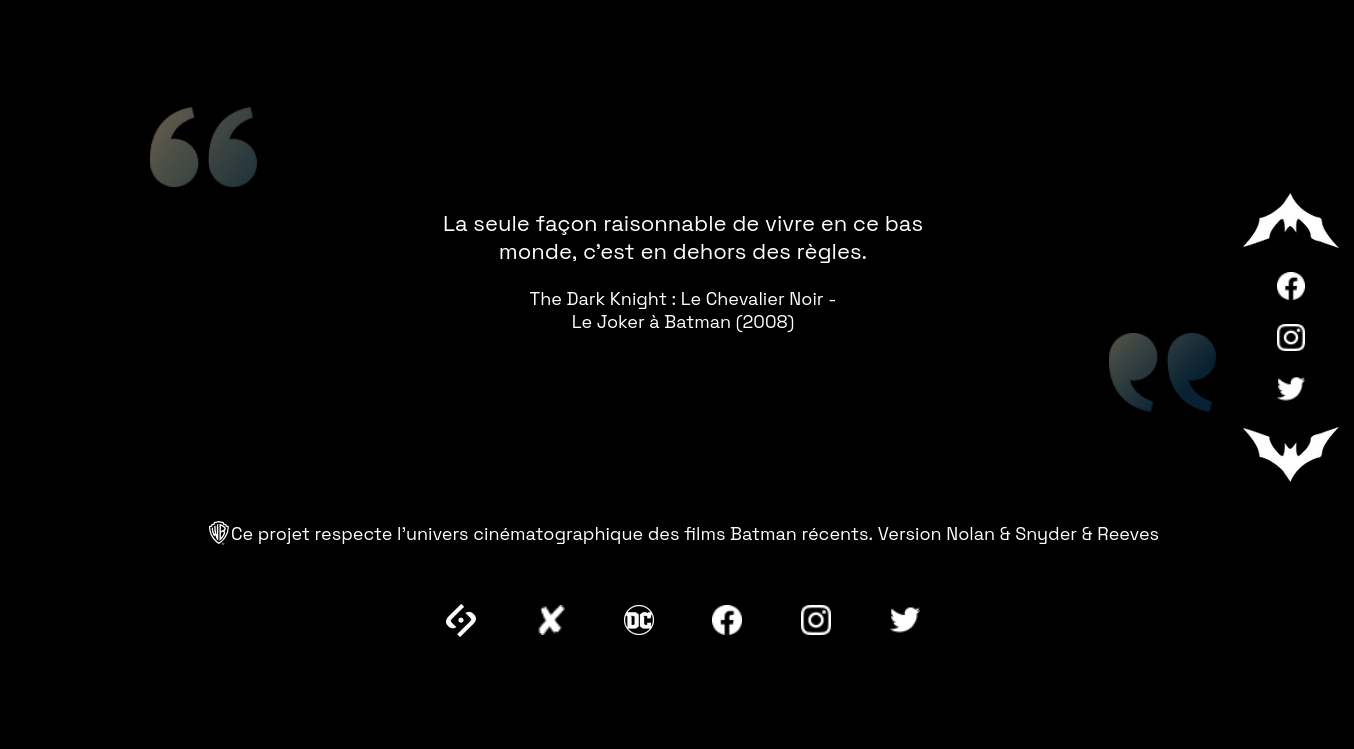 La seule façon raisonnable de vivre en ce bas
monde, c’est en dehors des règles.
The Dark Knight : Le Chevalier Noir -
Le Joker à Batman (2008)
Ce projet respecte l’univers cinématographique des films Batman récents. Version Nolan & Snyder & Reeves
DC